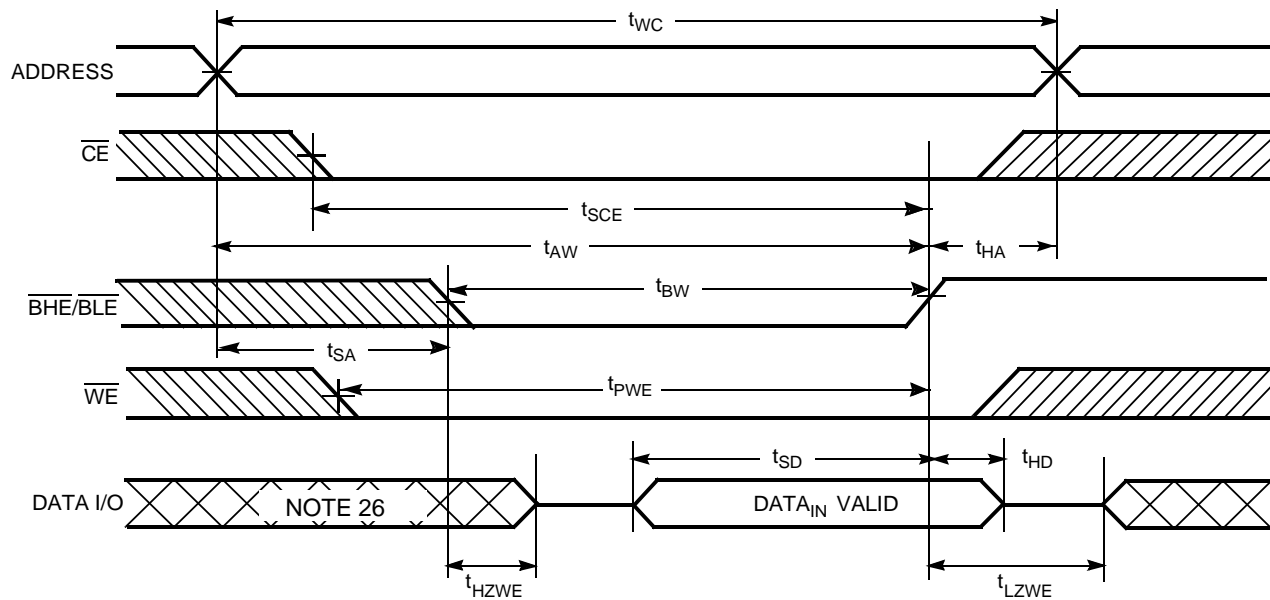 tWC
ADDRESS
CE
tSCE
tAW
tHA
BHE/BLE
tBW
tSA
WE
tPWE
tSD
tHD
DATA I/O
NOTE 26
DATAIN VALID
tHZWE
tLZWE